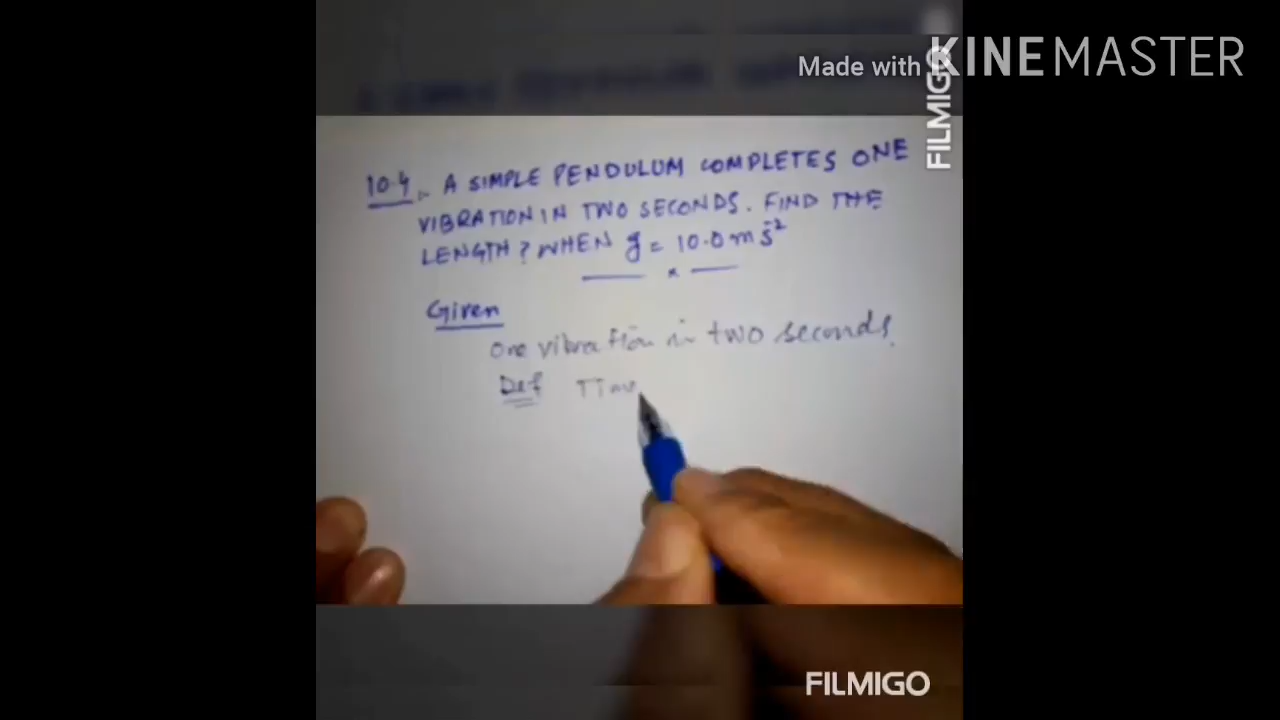 Made with KINEMASTER
FILMIGO
10.4. A SIMPLE PENDULUM COMPLETES ONE
VIBRATION IN TWO SECONDS. FIND THE
LENGTH? WHEN g = 10.0 m s⁻²
Given
One vibration in two seconds.
Def Time
FILMIGO